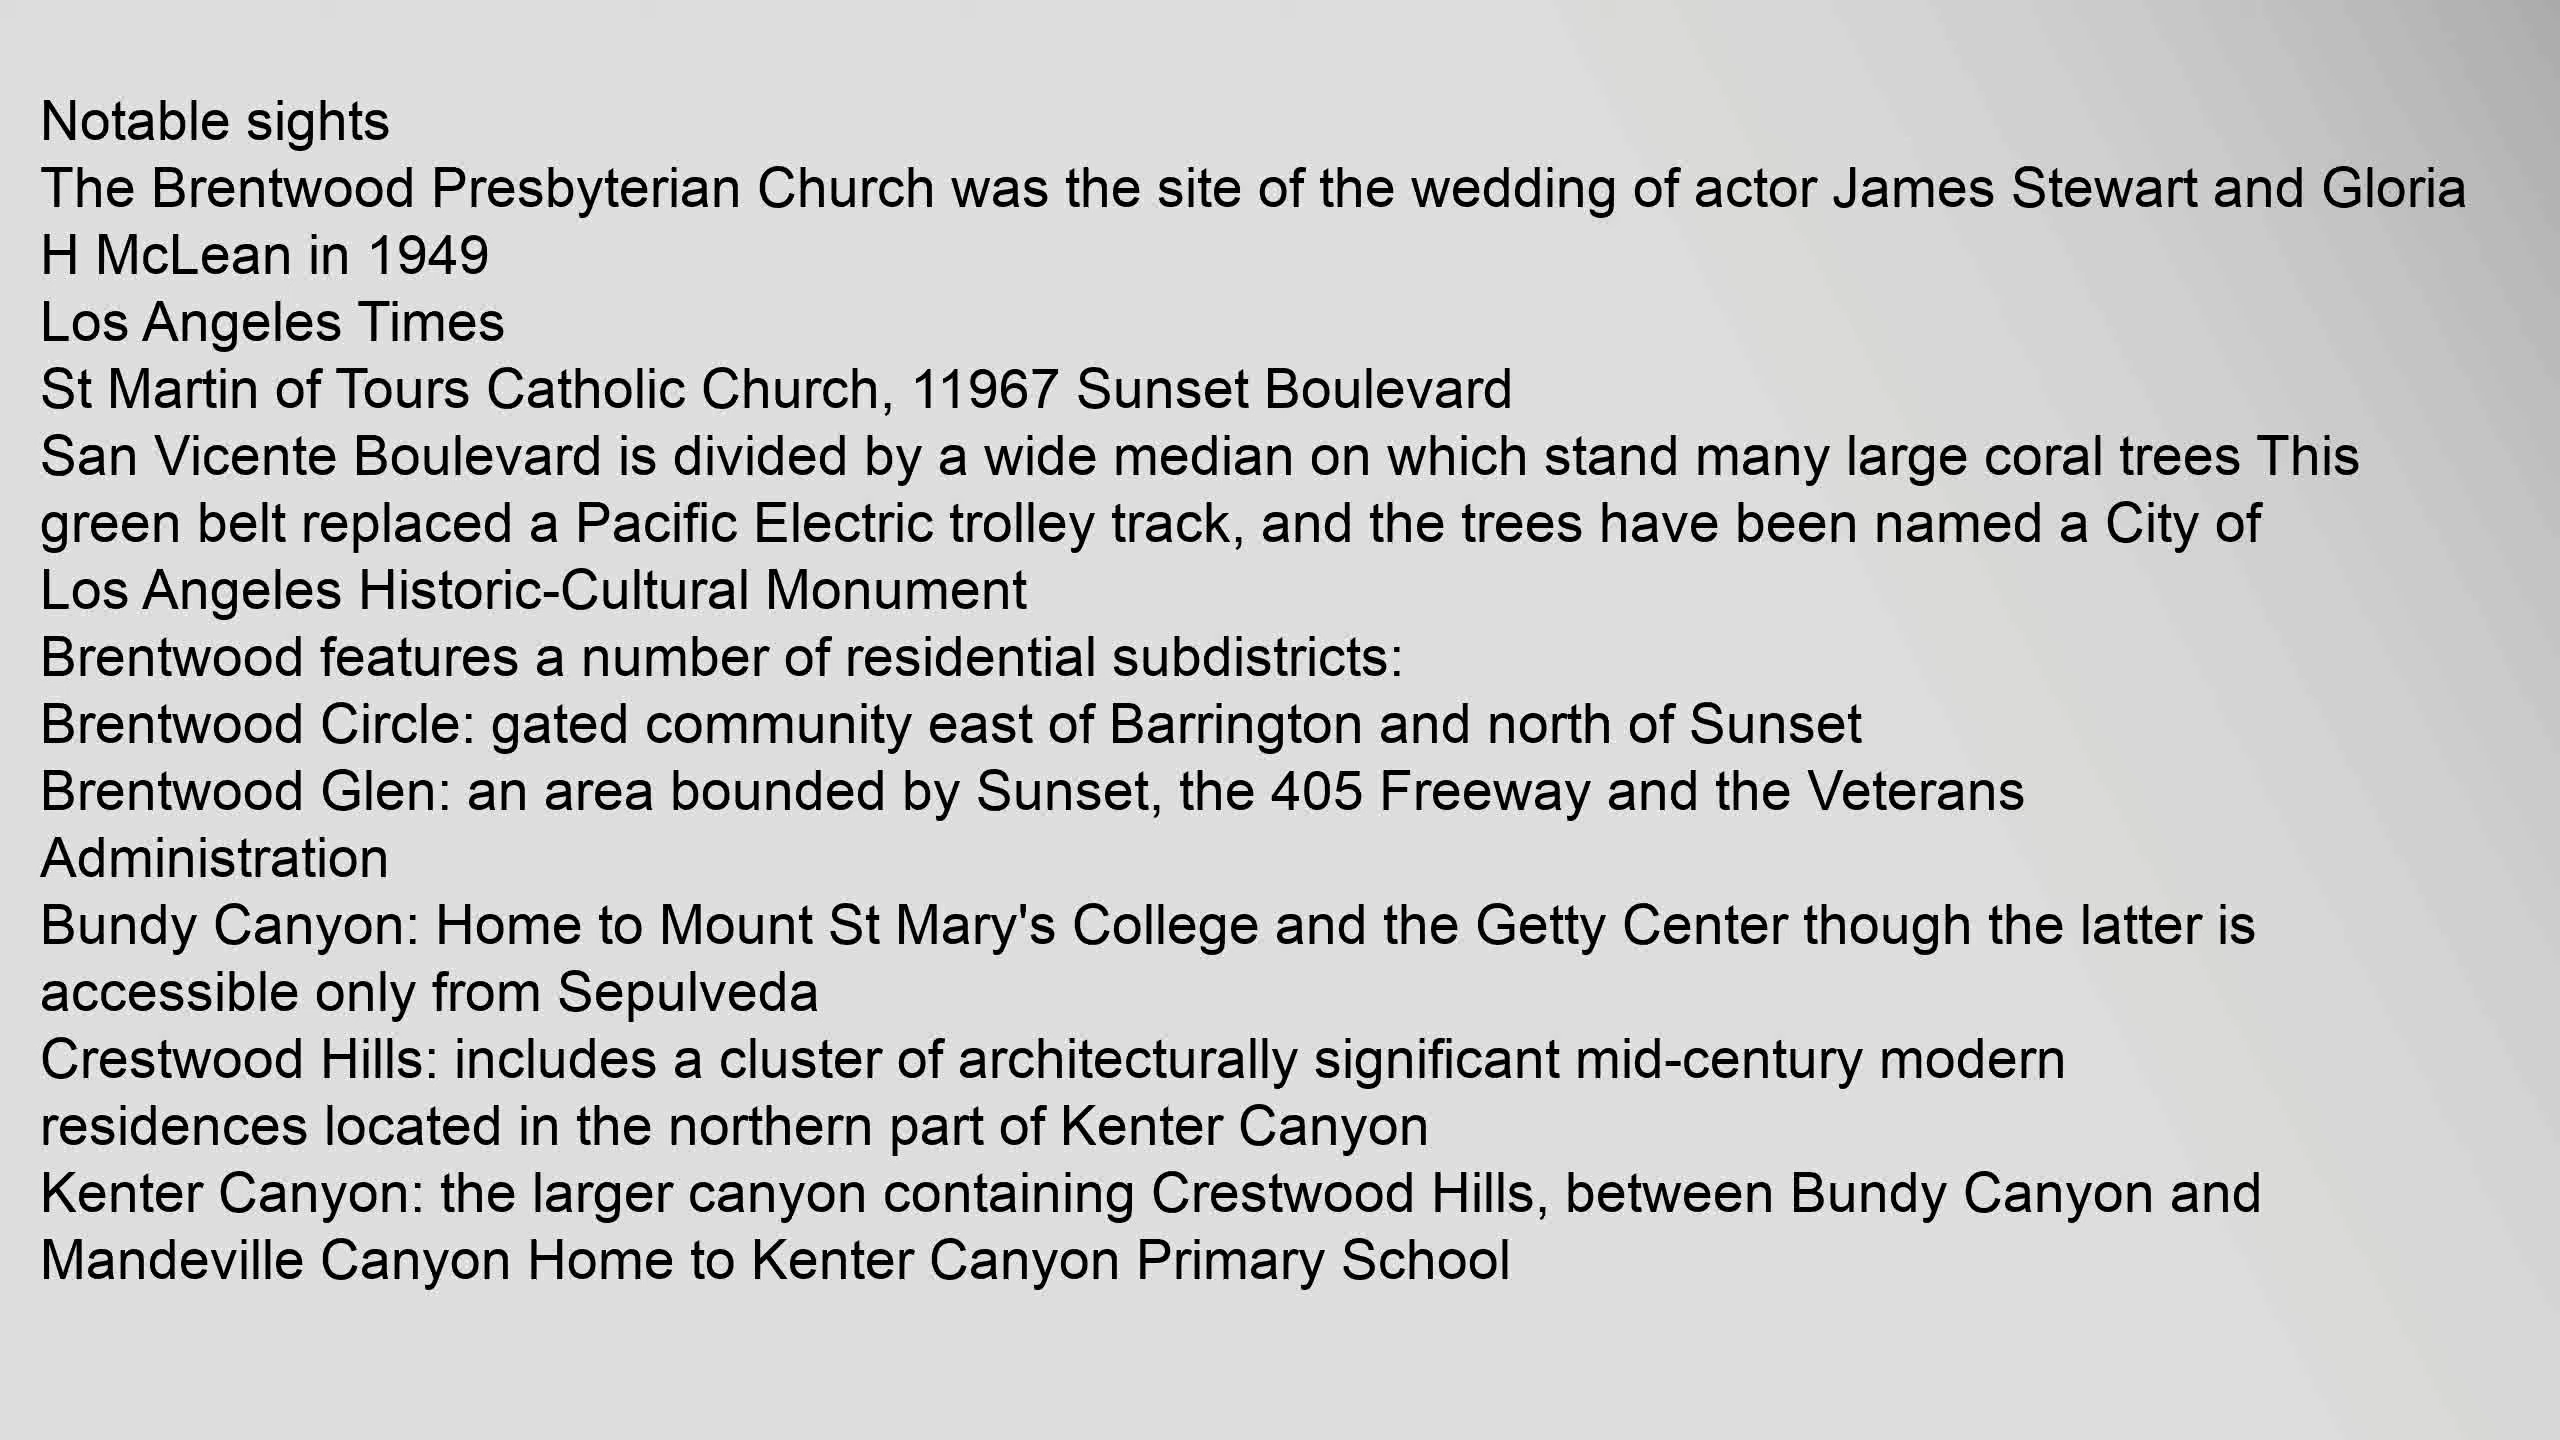 Notable sights
The Brentwood Presbyterian Church was the site of the wedding of actor James Stewart and Gloria
H McLean in 1949
Los Angeles Times
St Martin of Tours Catholic Church, 11967 Sunset Boulevard
San Vicente Boulevard is divided by a wide median on which stand many large coral trees This
green belt replaced a Pacific Electric trolley track, and the trees have been named a City of
Los Angeles Historic-Cultural Monument
Brentwood features a number of residential subdistricts:
Brentwood Circle: gated community east of Barrington and north of Sunset
Brentwood Glen: an area bounded by Sunset, the 405 Freeway and the Veterans
Administration
Bundy Canyon: Home to Mount St Mary's College and the Getty Center though the latter is
accessible only from Sepulveda
Crestwood Hills: includes a cluster of architecturally significant mid-century modern
residences located in the northern part of Kenter Canyon
Kenter Canyon: the larger canyon containing Crestwood Hills, between Bundy Canyon and
Mandeville Canyon Home to Kenter Canyon Primary School